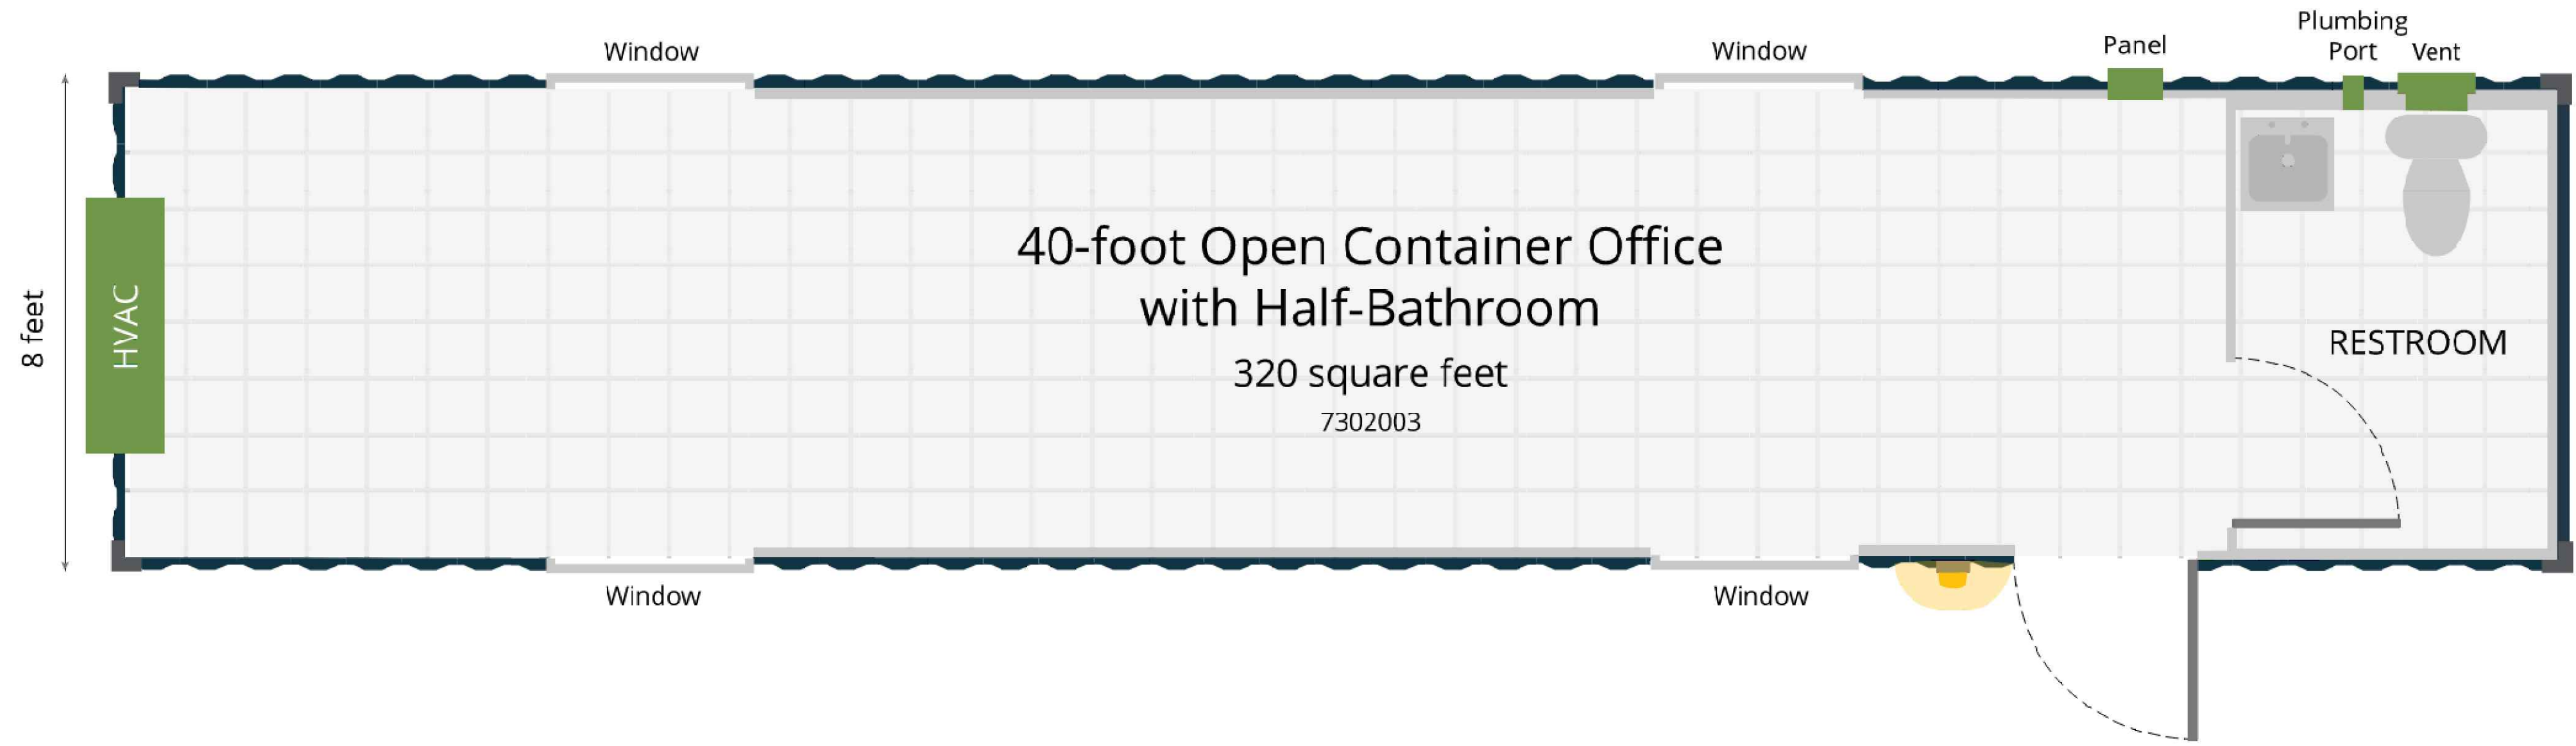 Plumbing
Port
Vent
Panel
Window
Window
8 feet
HVAC
40-foot Open Container Office
with Half-Bathroom
320 square feet
7302003
RESTROOM
Window
Window